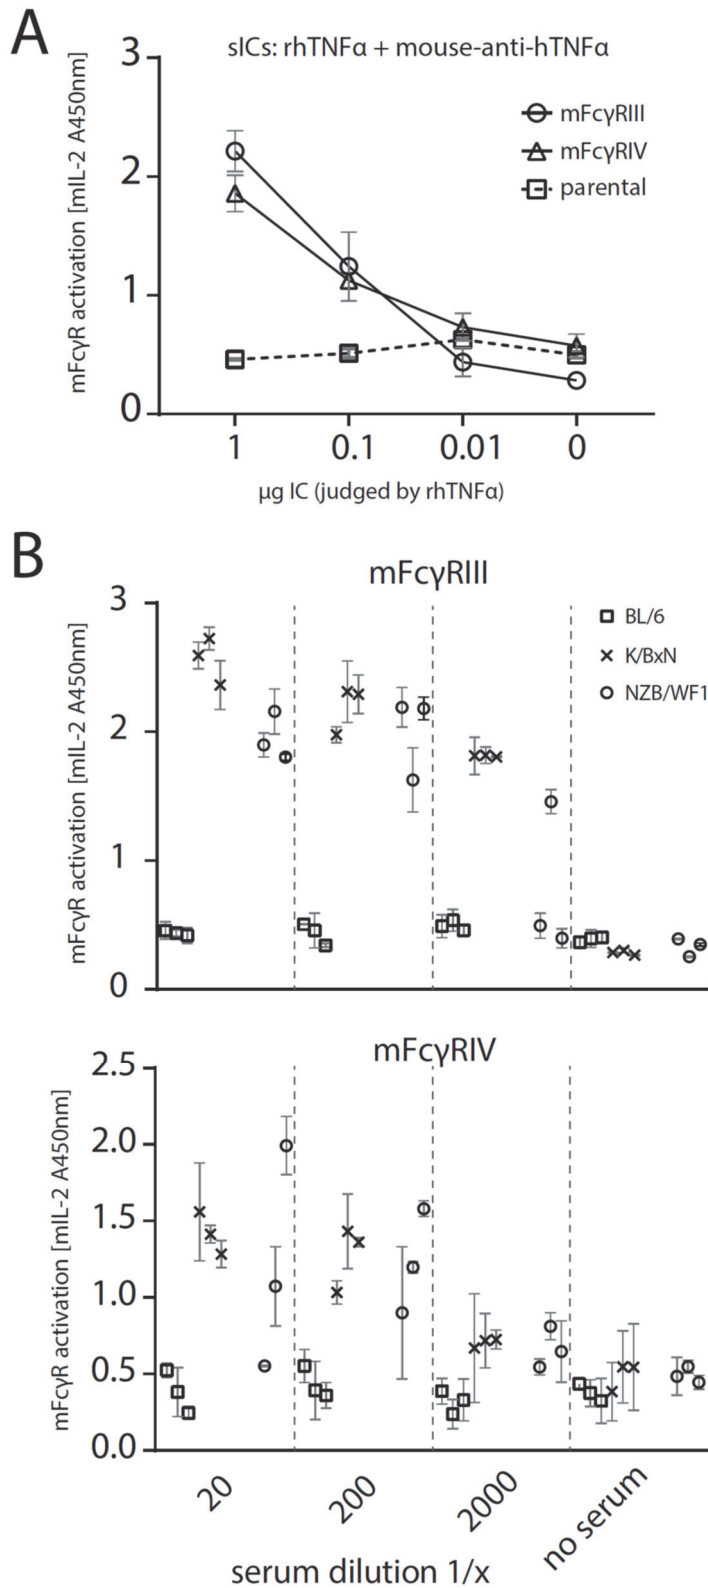 A
sICs: rhTNFα + mouse-anti-hTNFα
mFcγR activation [mIL-2 A450nm]
3
2
1
0
mFcγRIII
mFcγRIV
parental
1 0.1 0.01 0
μg IC (judged by rhTNFα)
B
mFcγRIII
mFcγR activation [mIL-2 A450nm]
3
2
1
0
BL/6
K/BxN
NZB/WF1
mFcγRIV
mFcγR activation [mIL-2 A450nm]
2.5
2.0
1.5
1.0
0.5
0.0
20 200 2000 no serum
serum dilution 1/x